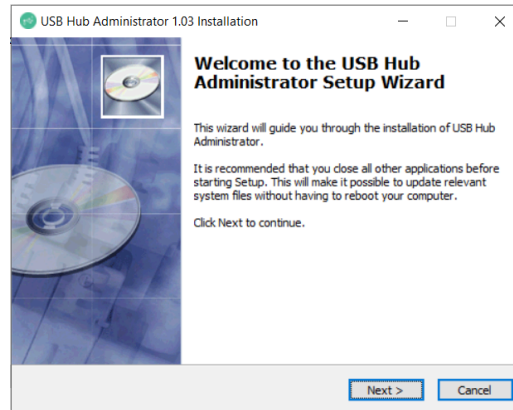 USB Hub Administrator 1.03 Installation
Welcome to the USB Hub
Administrator Setup Wizard
This wizard will guide you through the installation of USB Hub
Administrator.
It is recommended that you close all other applications before
starting Setup. This will make it possible to update relevant
system files without having to reboot your computer.
Click Next to continue.
Next >
Cancel